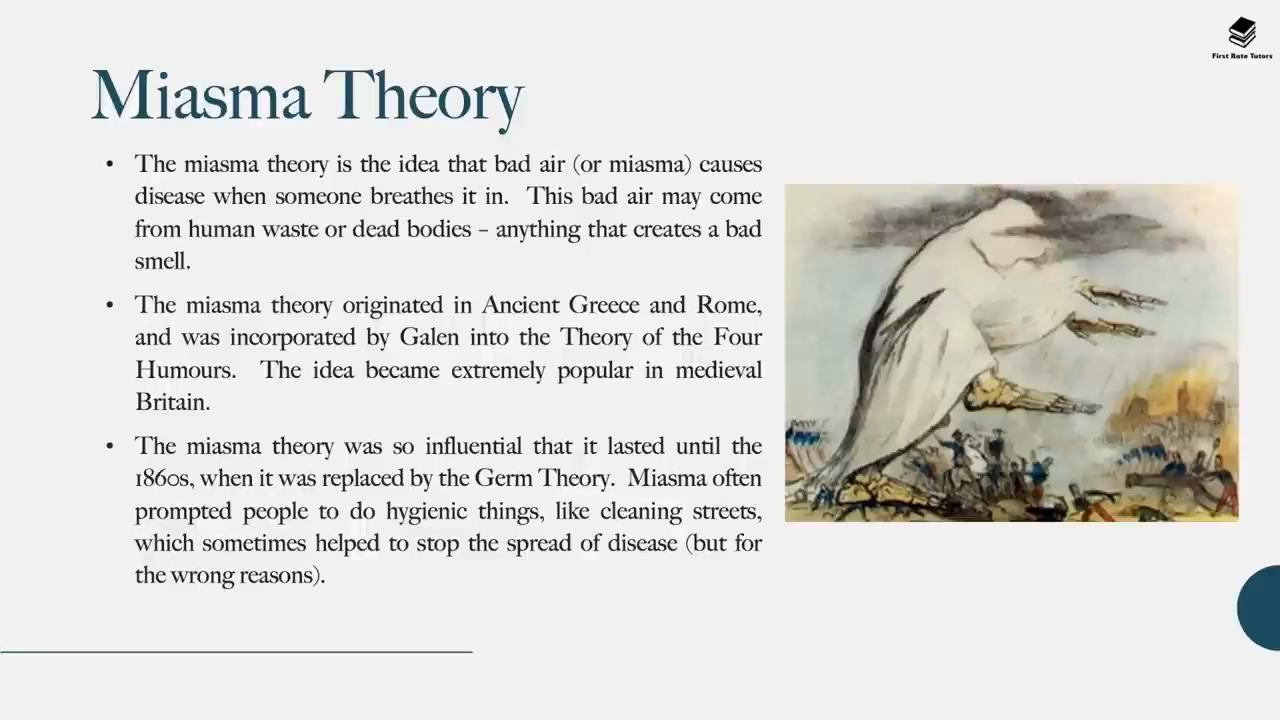 First Rate Tutors
Miasma Theory
• The miasma theory is the idea that bad air (or miasma) causes
disease when someone breathes it in. This bad air may come
from human waste or dead bodies – anything that creates a bad
smell.
• The miasma theory originated in Ancient Greece and Rome,
and was incorporated by Galen into the Theory of the Four
Humours. The idea became extremely popular in medieval
Britain.
• The miasma theory was so influential that it lasted until the
1860s, when it was replaced by the Germ Theory. Miasma often
prompted people to do hygienic things, like cleaning streets,
which sometimes helped to stop the spread of disease (but for
the wrong reasons).